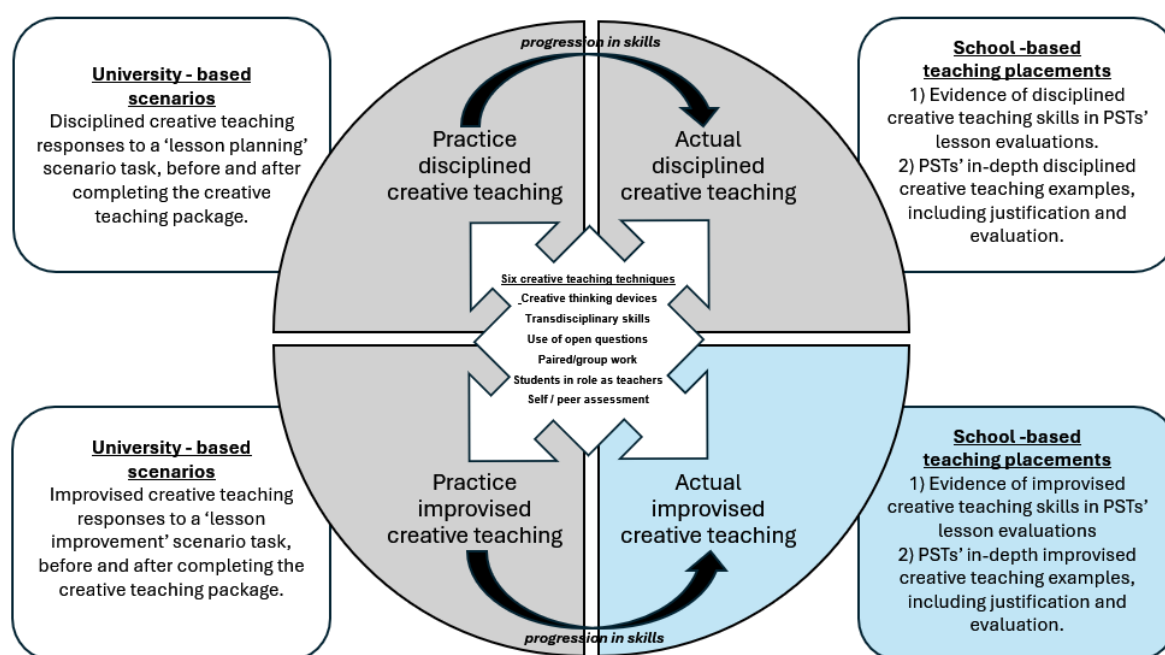 progression in skills
University - based
scenarios
Disciplined creative teaching
responses to a ‘lesson planning’
scenario task, before and after
completing the creative
teaching package.
Practice
disciplined
creative teaching
Actual
disciplined
creative teaching
School -based
teaching placements
1) Evidence of disciplined
creative teaching skills in PSTs’
lesson evaluations.
2) PSTs’ in-depth disciplined
creative teaching examples,
including justification and
evaluation.
Six creative teaching techniques
Creative thinking devices
Transdisciplinary skills
Use of open questions
Paired/group work
Students in role as teachers
Self / peer assessment
University - based
scenarios
Improvised creative teaching
responses to a ‘lesson
improvement’ scenario task,
before and after completing the
creative teaching package.
Practice
improvised
creative teaching
Actual
improvised
creative teaching
School -based
teaching placements
1) Evidence of improvised
creative teaching skills in PSTs’
lesson evaluations
2) PSTs’ in-depth improvised
creative teaching examples,
including justification and
evaluation.
progression in skills